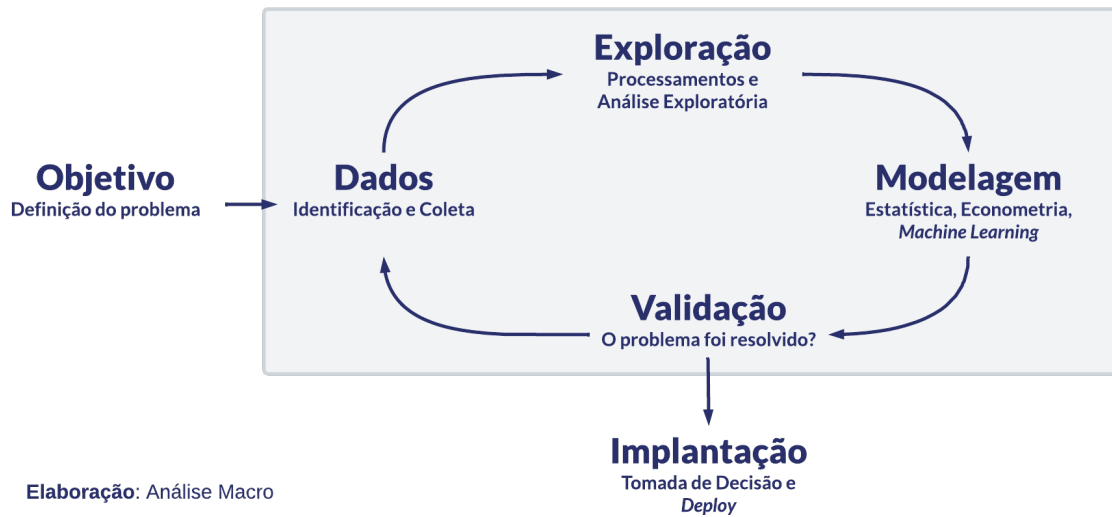 Objetivo
Definição do problema
Dados
Identificação e Coleta
Exploração
Processamentos e
Análise Exploratória
Modelagem
Estatística, Econometria,
Machine Learning
Validação
O problema foi resolvido?
Implantação
Tomada de Decisão e
Deploy
Elaboração: Análise Macro